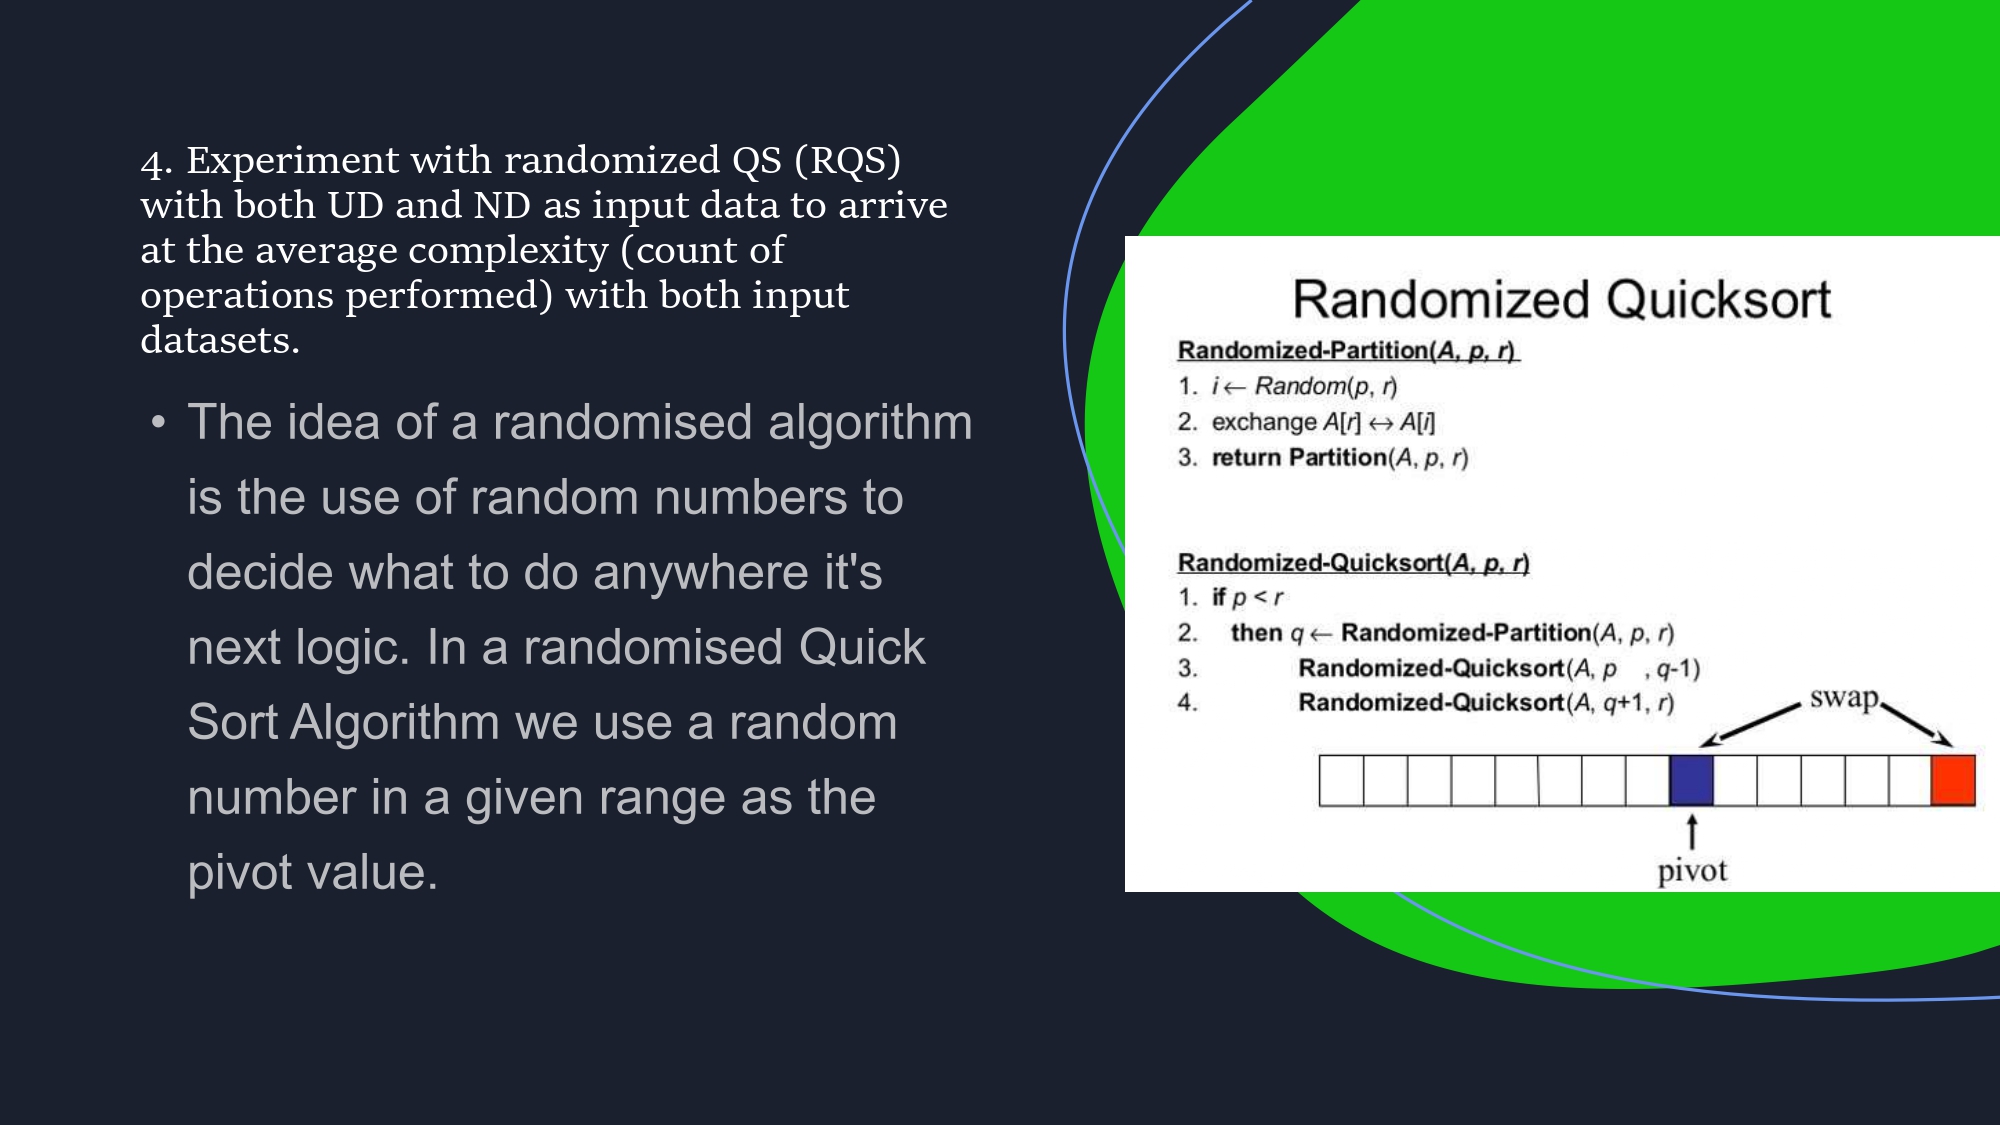 4. Experiment with randomized QS (RQS)
with both UD and ND as input data to arrive
at the average complexity (count of
operations performed) with both input
datasets.
• The idea of a randomised algorithm
is the use of random numbers to
decide what to do anywhere it's
next logic. In a randomised Quick
Sort Algorithm we use a random
number in a given range as the
pivot value.
Randomized Quicksort
Randomized-Partition(A, p, r)
1. i ← Random(p, r)
2. exchange A[r] ↔ A[i]
3. return Partition(A, p, r)
Randomized-Quicksort(A, p, r)
1. if p < r
2. then q ← Randomized-Partition(A, p, r)
3. Randomized-Quicksort(A, p , q-1)
4. Randomized-Quicksort(A, q+1, r)
swap
pivot